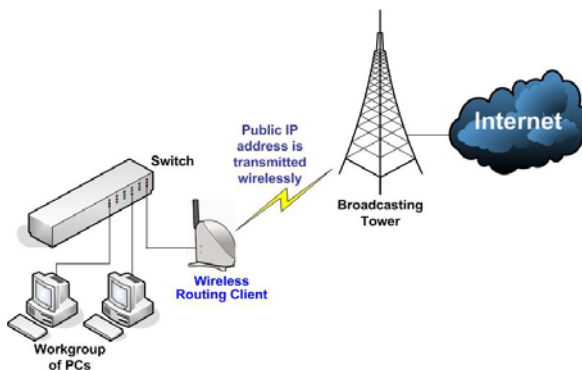 Public IP
address is
transmitted
wirelessly
Internet
Switch
Broadcasting
Tower
Wireless
Routing Client
Workgroup
of PCs